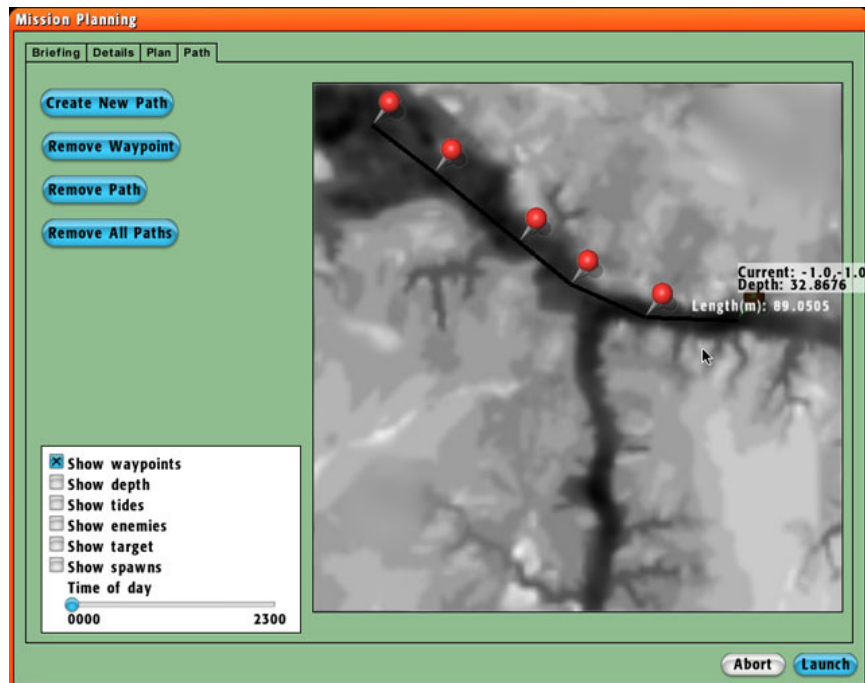 Mission Planning
Briefing Details Plan Path
Create New Path
Remove Waypoint
Remove Path
Remove All Paths
Current: -1.0,-1.0
Depth: 32.8676
Length(m): 89.0505
Show waypoints
Show depth
Show tides
Show enemies
Show target
Show spawns
Time of day
0000 2300
Abort Launch